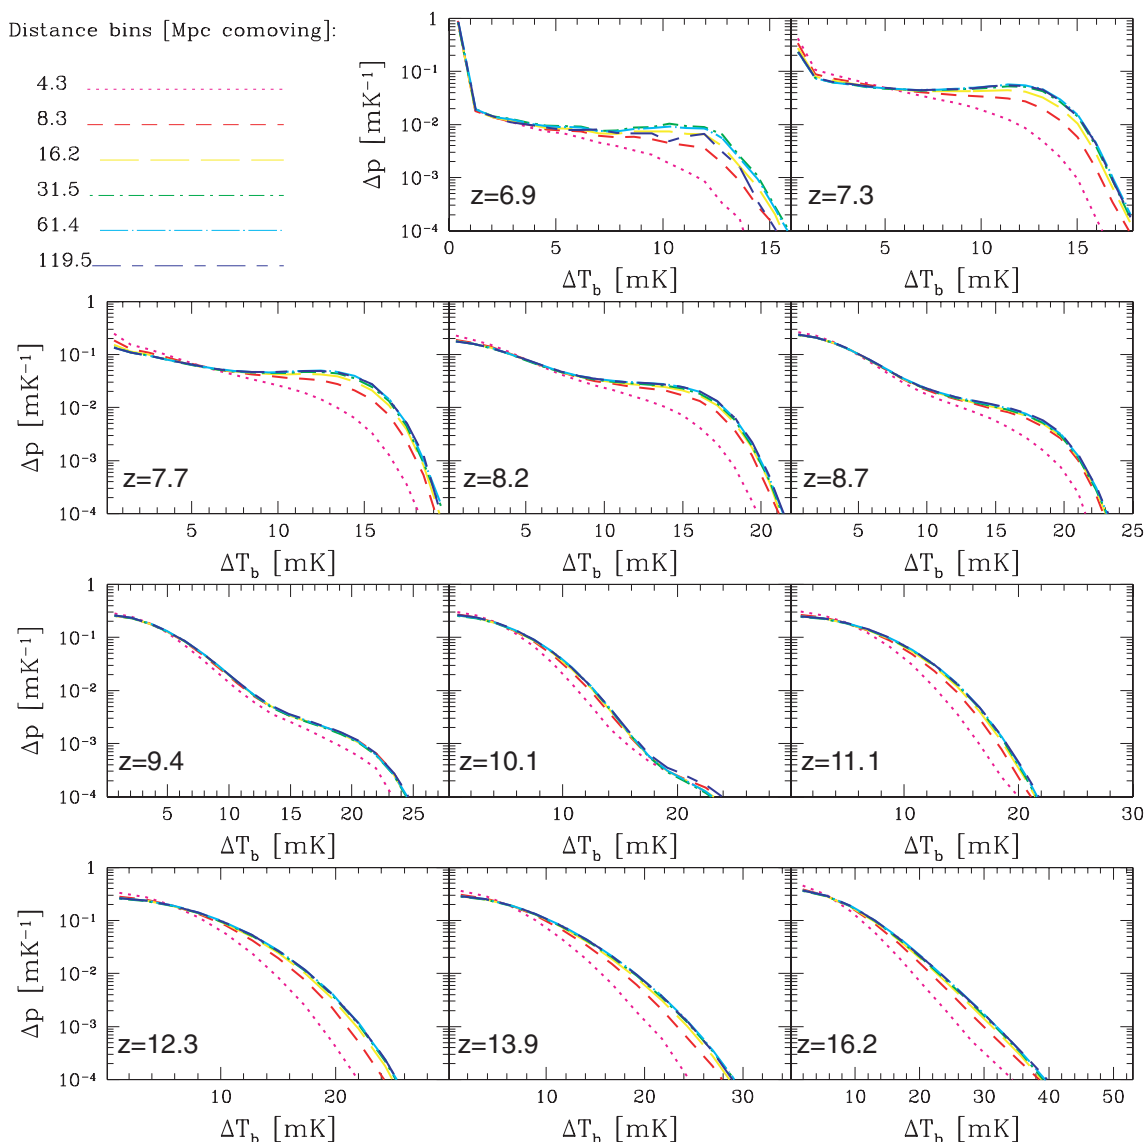 Distance bins [Mpc comoving]:
4.3
8.3
16.2
31.5
61.4
119.5
Δp [mK⁻¹]
1
10⁻¹
10⁻²
10⁻³
10⁻⁴
z=6.9
z=7.3
0 5 10 15
5 10 15
ΔT_b [mK]
ΔT_b [mK]
Δp [mK⁻¹]
1
10⁻¹
10⁻²
10⁻³
10⁻⁴
z=7.7
z=8.2
z=8.7
5 10 15
5 10 15 20
5 10 15 20 25
ΔT_b [mK]
ΔT_b [mK]
ΔT_b [mK]
Δp [mK⁻¹]
1
10⁻¹
10⁻²
10⁻³
10⁻⁴
z=9.4
z=10.1
z=11.1
5 10 15 20 25
10 20
10 20 30
ΔT_b [mK]
ΔT_b [mK]
ΔT_b [mK]
Δp [mK⁻¹]
1
10⁻¹
10⁻²
10⁻³
10⁻⁴
z=12.3
z=13.9
z=16.2
10 20
10 20 30
10 20 30 40 50
ΔT_b [mK]
ΔT_b [mK]
ΔT_b [mK]